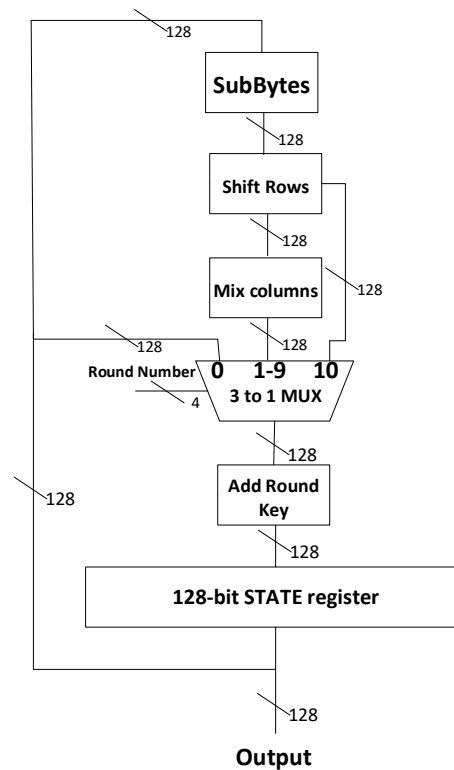 128
SubBytes
128
Shift Rows
128
128
Mix columns
128
128
Round Number
0 1-9 10
4
3 to 1 MUX
128
Add Round
Key
128
128
128-bit STATE register
128
Output